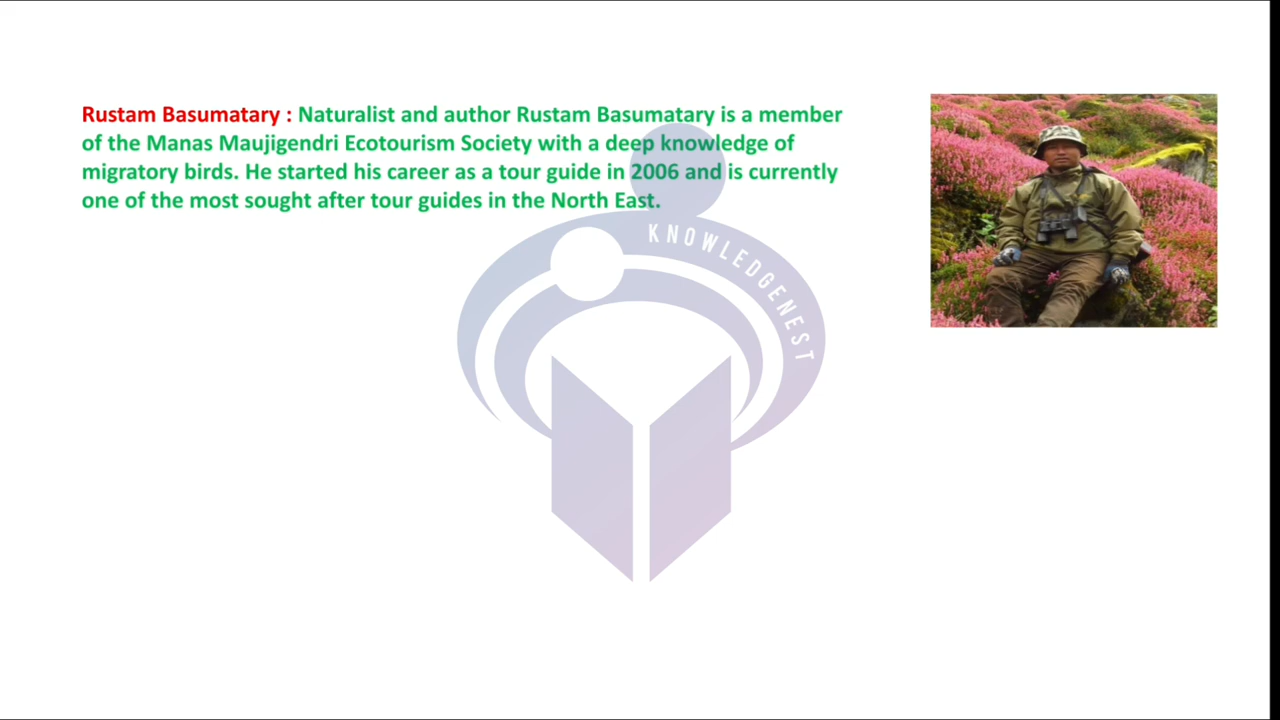 Rustam Basumatary : Naturalist and author Rustam Basumatary is a member
of the Manas Maujigendri Ecotourism Society with a deep knowledge of
migratory birds. He started his career as a tour guide in 2006 and is currently
one of the most sought after tour guides in the North East.
KNOWLEDGENEST